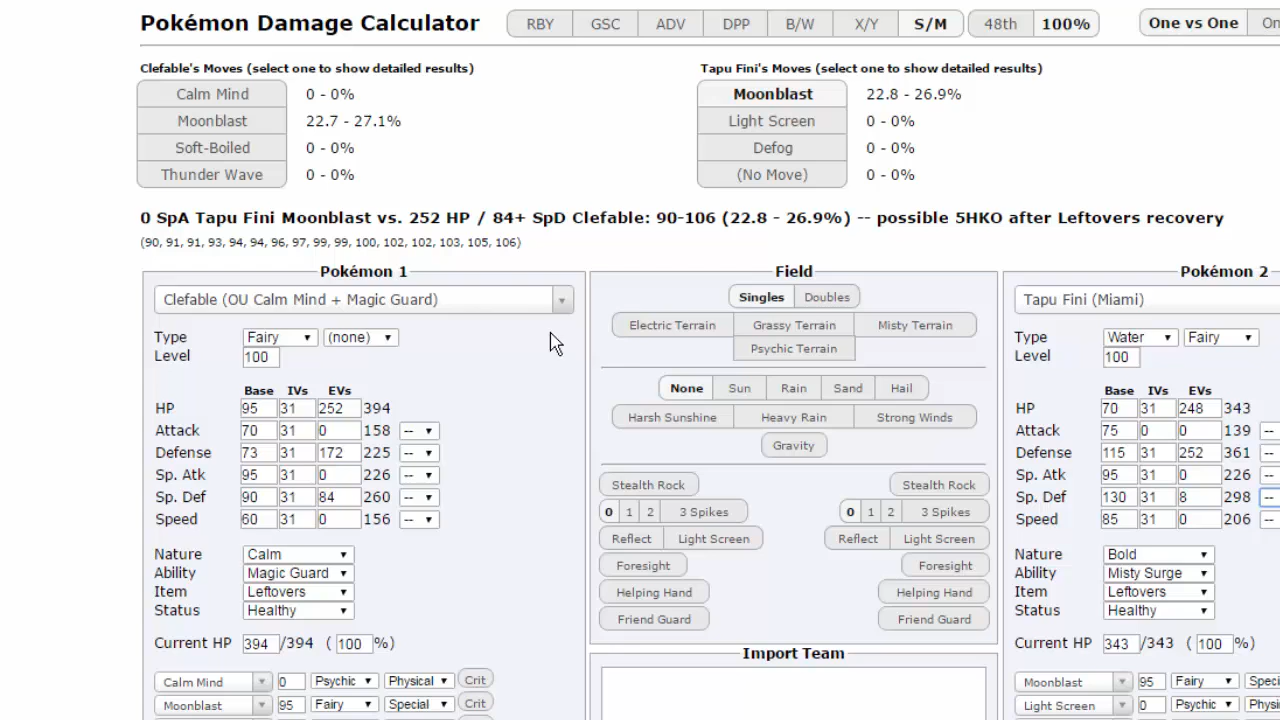 Pokémon Damage Calculator RBY GSC ADV DPP B/W X/Y S/M 48th 100% One vs One On
Clefable's Moves (select one to show detailed results) Tapu Fini's Moves (select one to show detailed results)
Calm Mind 0 - 0% Moonblast 22.8 - 26.9%
Moonblast 22.7 - 27.1% Light Screen 0 - 0%
Soft-Boiled 0 - 0% Defog 0 - 0%
Thunder Wave 0 - 0% (No Move) 0 - 0%
0 SpA Tapu Fini Moonblast vs. 252 HP / 84+ SpD Clefable: 90-106 (22.8 - 26.9%) -- possible 5HKO after Leftovers recovery
(90, 91, 91, 93, 94, 94, 96, 97, 99, 99, 100, 102, 102, 103, 105, 106)
Pokémon 1
Clefable (OU Calm Mind + Magic Guard)
Type Fairy (none)
Level 100
Base IVs EVs
HP 95 31 252 394
Attack 70 31 0 158 --
Defense 73 31 172 225 --
Sp. Atk 95 31 0 226 --
Sp. Def 90 31 84 260 --
Speed 60 31 0 156 --
Nature Calm
Ability Magic Guard
Item Leftovers
Status Healthy
Current HP 394 /394 ( 100 %)
Calm Mind 0 Psychic Physical Crit
Moonblast 95 Fairy Special Crit
Field
Singles Doubles
Electric Terrain Grassy Terrain Misty Terrain
Psychic Terrain
None Sun Rain Sand Hail
Harsh Sunshine Heavy Rain Strong Winds
Gravity
Stealth Rock Stealth Rock
0 1 2 3 Spikes 0 1 2 3 Spikes
Reflect Light Screen Reflect Light Screen
Foresight Foresight
Helping Hand Helping Hand
Friend Guard Friend Guard
Import Team
Pokémon 2
Tapu Fini (Miami)
Type Water Fairy
Level 100
Base IVs EVs
HP 70 31 248 343
Attack 75 0 0 139 --
Defense 115 31 252 361 --
Sp. Atk 95 31 0 226 --
Sp. Def 130 31 8 298 --
Speed 85 31 0 206 --
Nature Bold
Ability Misty Surge
Item Leftovers
Status Healthy
Current HP 343 /343 ( 100 %)
Moonblast 95 Fairy Speci
Light Screen 0 Psychic Physi